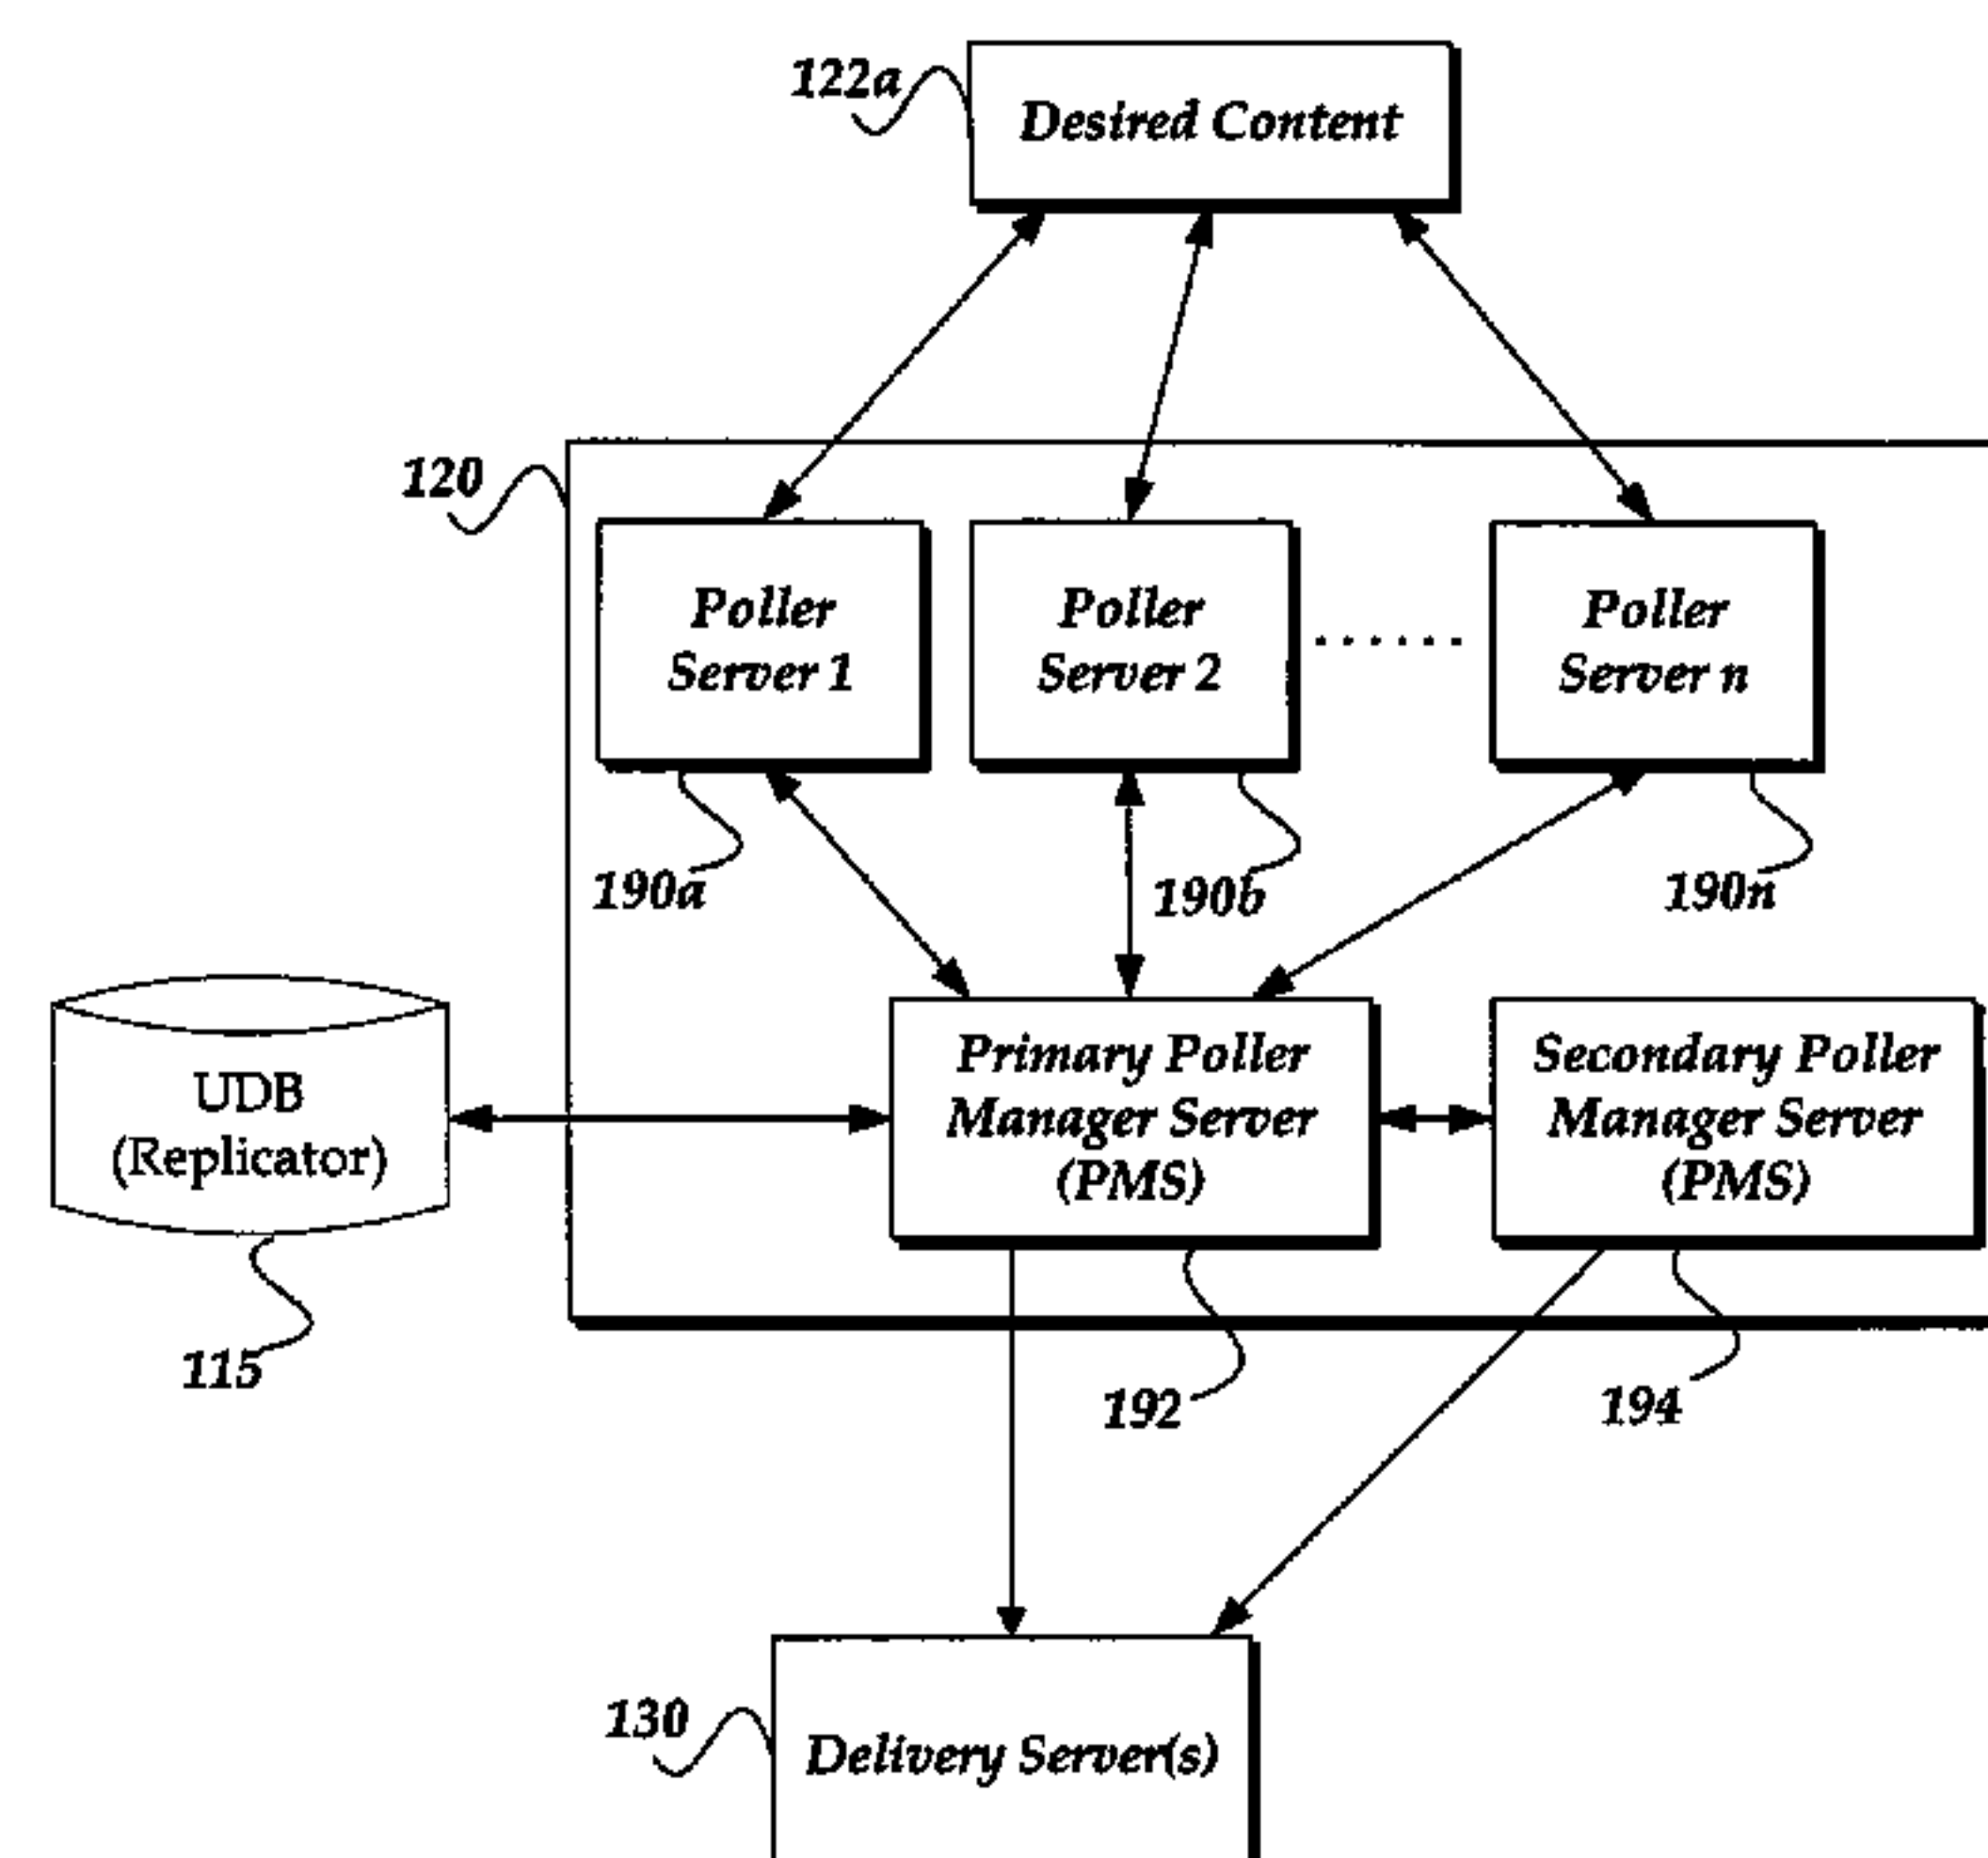 122a
Desired Content
120
Poller
Server 1
Poller
Server 2
......
Poller
Server n
190a
190b
190n
UDB
(Replicator)
Primary Poller
Manager Server
(PMS)
Secondary Poller
Manager Server
(PMS)
115
192
194
130
Delivery Server(s)